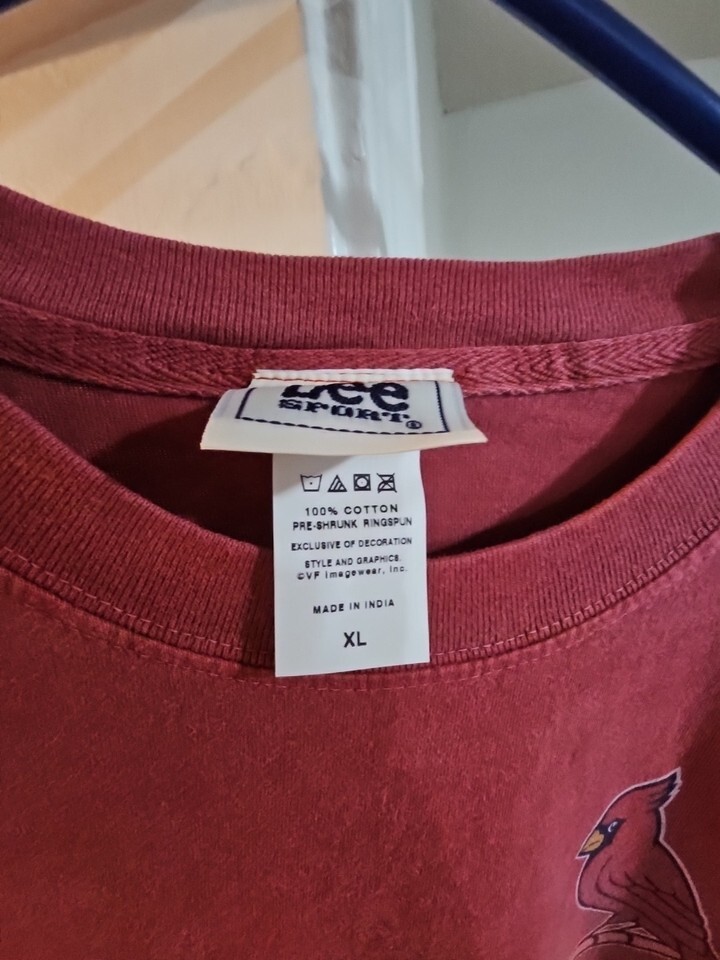 Lee
SPORT®
100% COTTON
PRE-SHRUNK RINGSPUN
EXCLUSIVE OF DECORATION
STYLE AND GRAPHICS.
©VF Imagewear, Inc.
MADE IN INDIA
XL